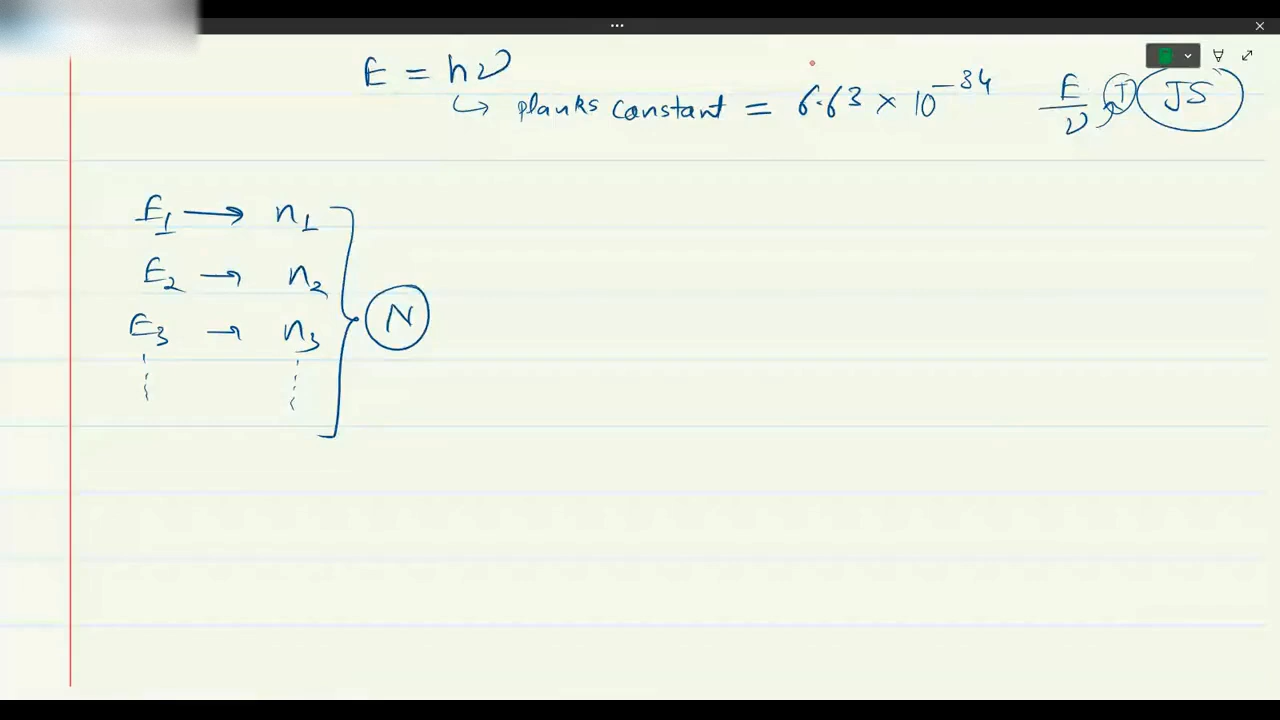 E = hν
↳ planks constant = 6.63 × 10^-34 E/ν T JS
E1 → n1
E2 → n2
E3 → n3
N